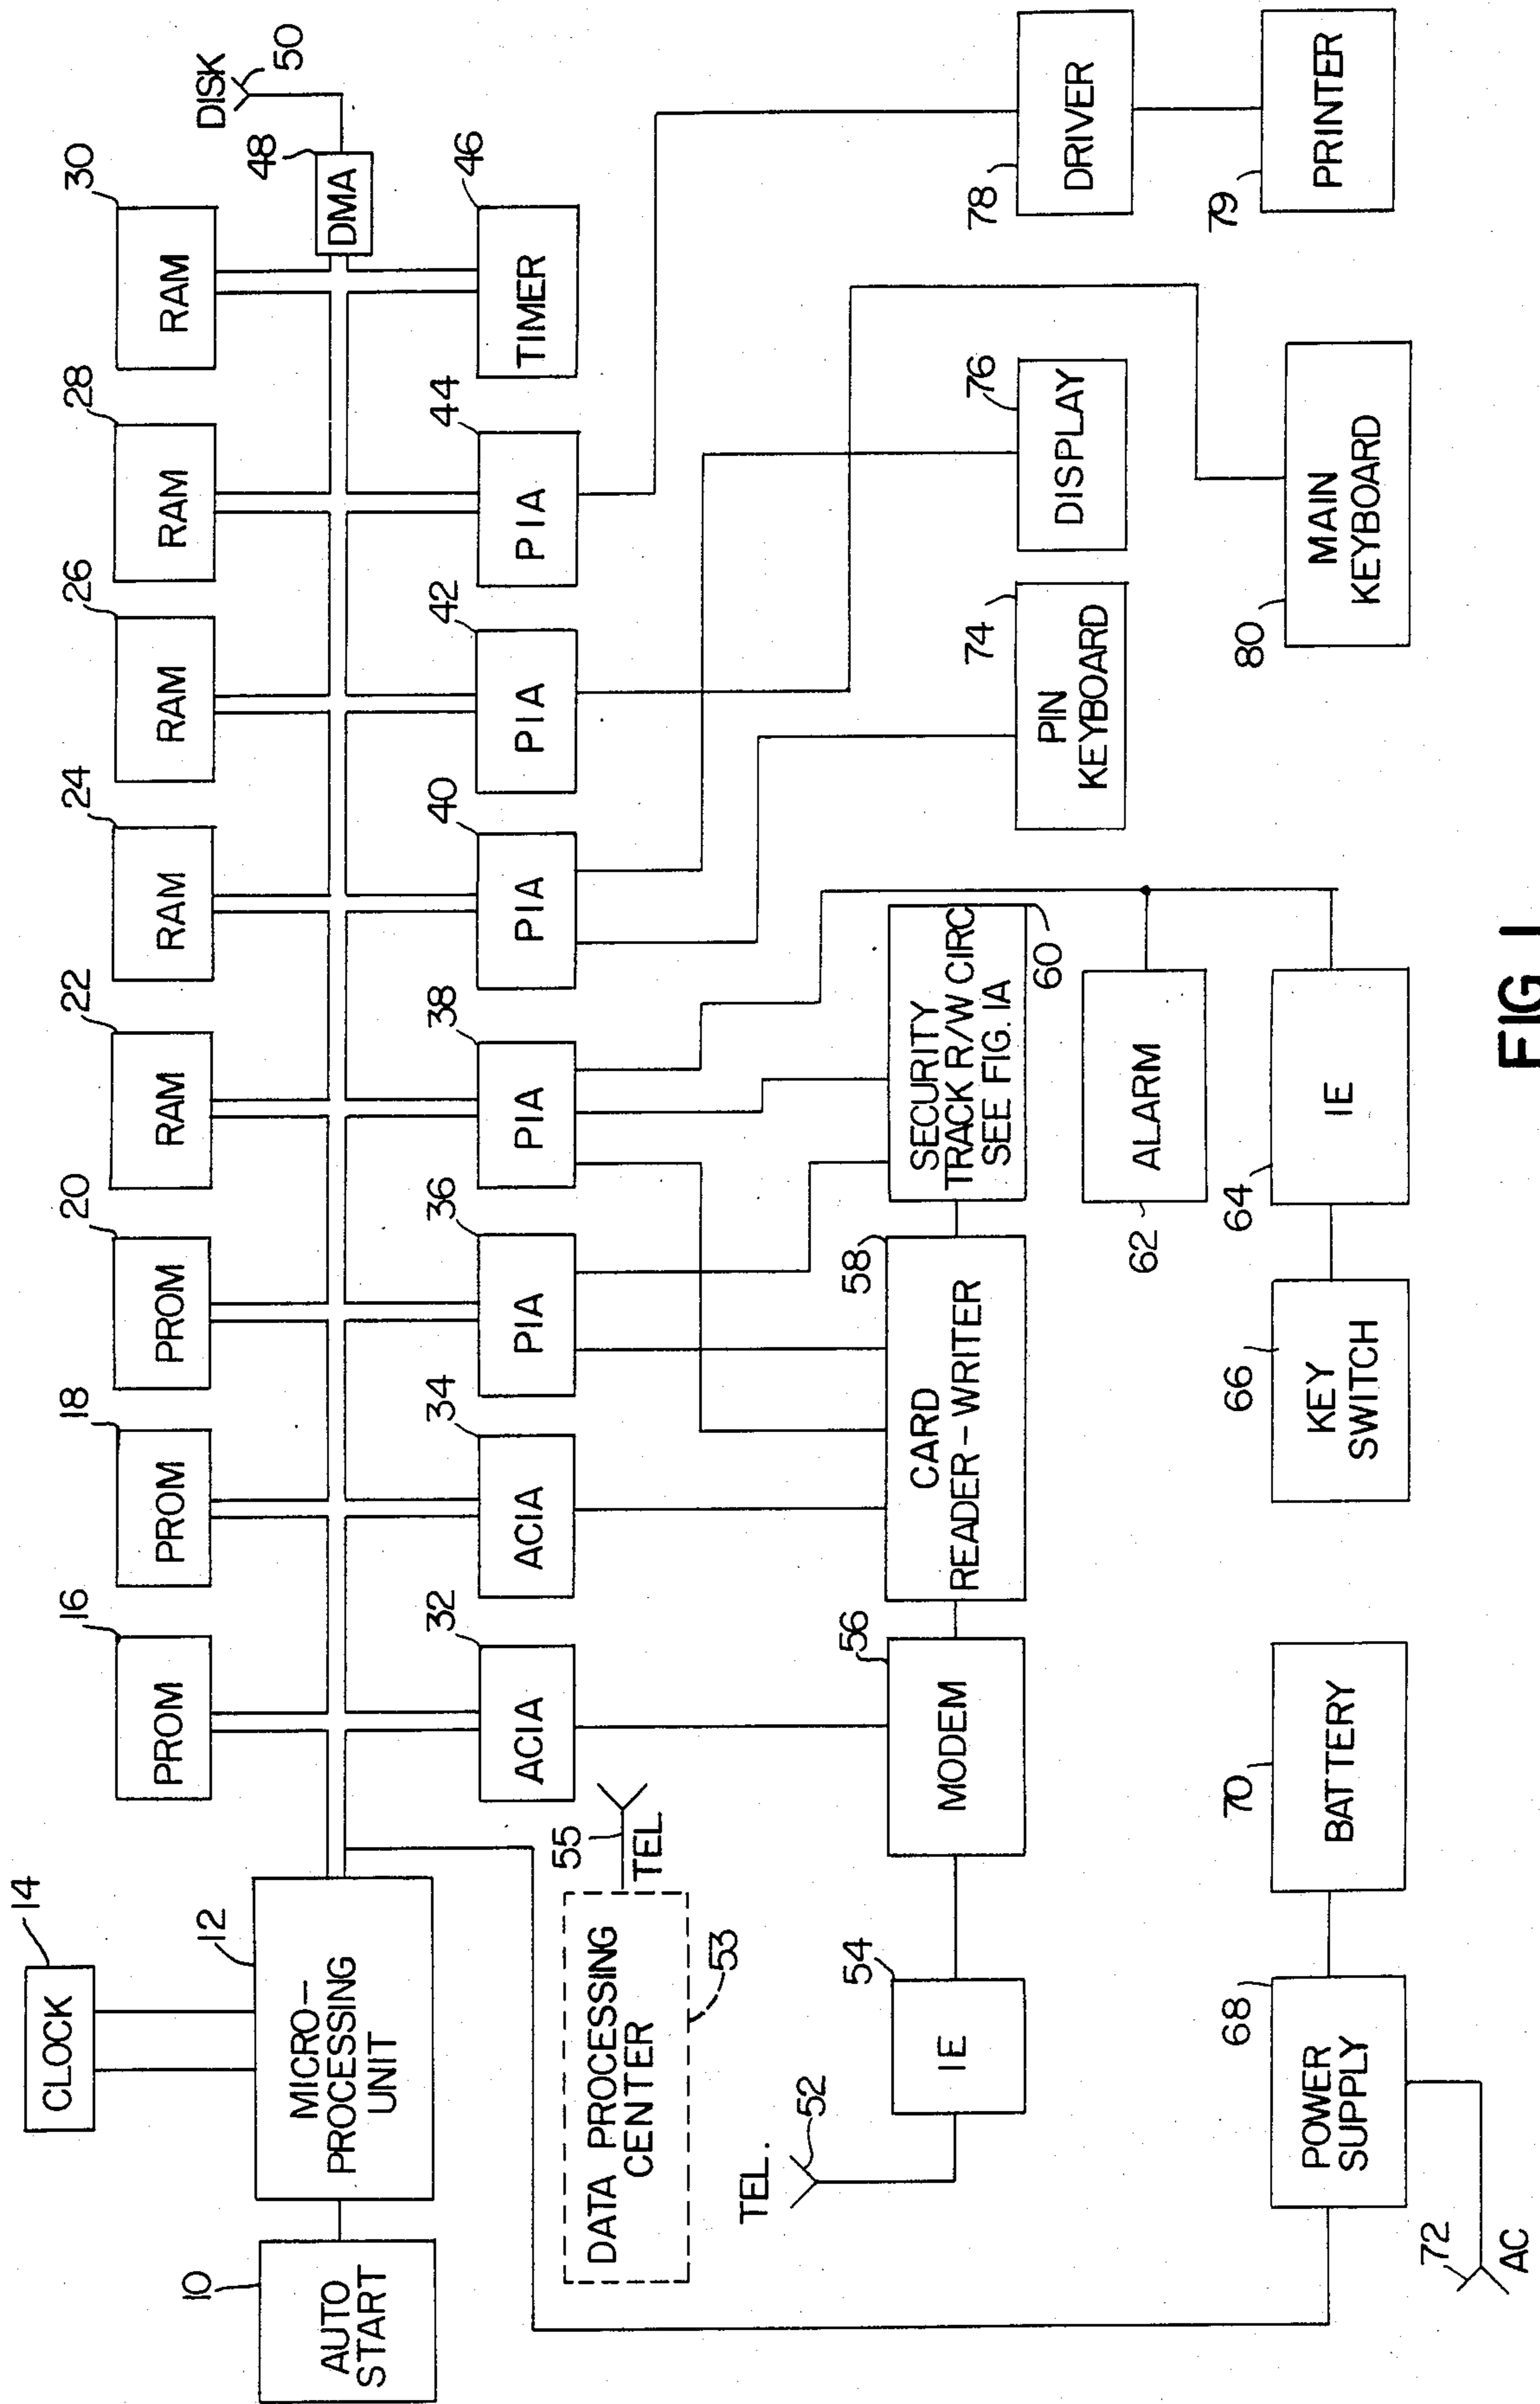 CLOCK
14
AUTO
START
10
MICRO-
PROCESSING
UNIT
12
PROM
16
PROM
18
PROM
20
RAM
22
RAM
24
RAM
26
RAM
28
RAM
30
DISK
50
DMA
48
ACIA
32
ACIA
34
PIA
36
PIA
38
PIA
40
PIA
42
PIA
44
TIMER
46
DATA PROCESSING
CENTER
53
55
TEL.
TEL.
52
IE
54
MODEM
56
CARD
READER-WRITER
58
SECURITY
TRACK R/W CIRC
SEE FIG. 1A
60
PIN
KEYBOARD
74
DISPLAY
76
DRIVER
78
PRINTER
79
ALARM
62
POWER
SUPPLY
68
BATTERY
70
72
AC
KEY
SWITCH
66
IE
64
MAIN
KEYBOARD
80
FIG. 1